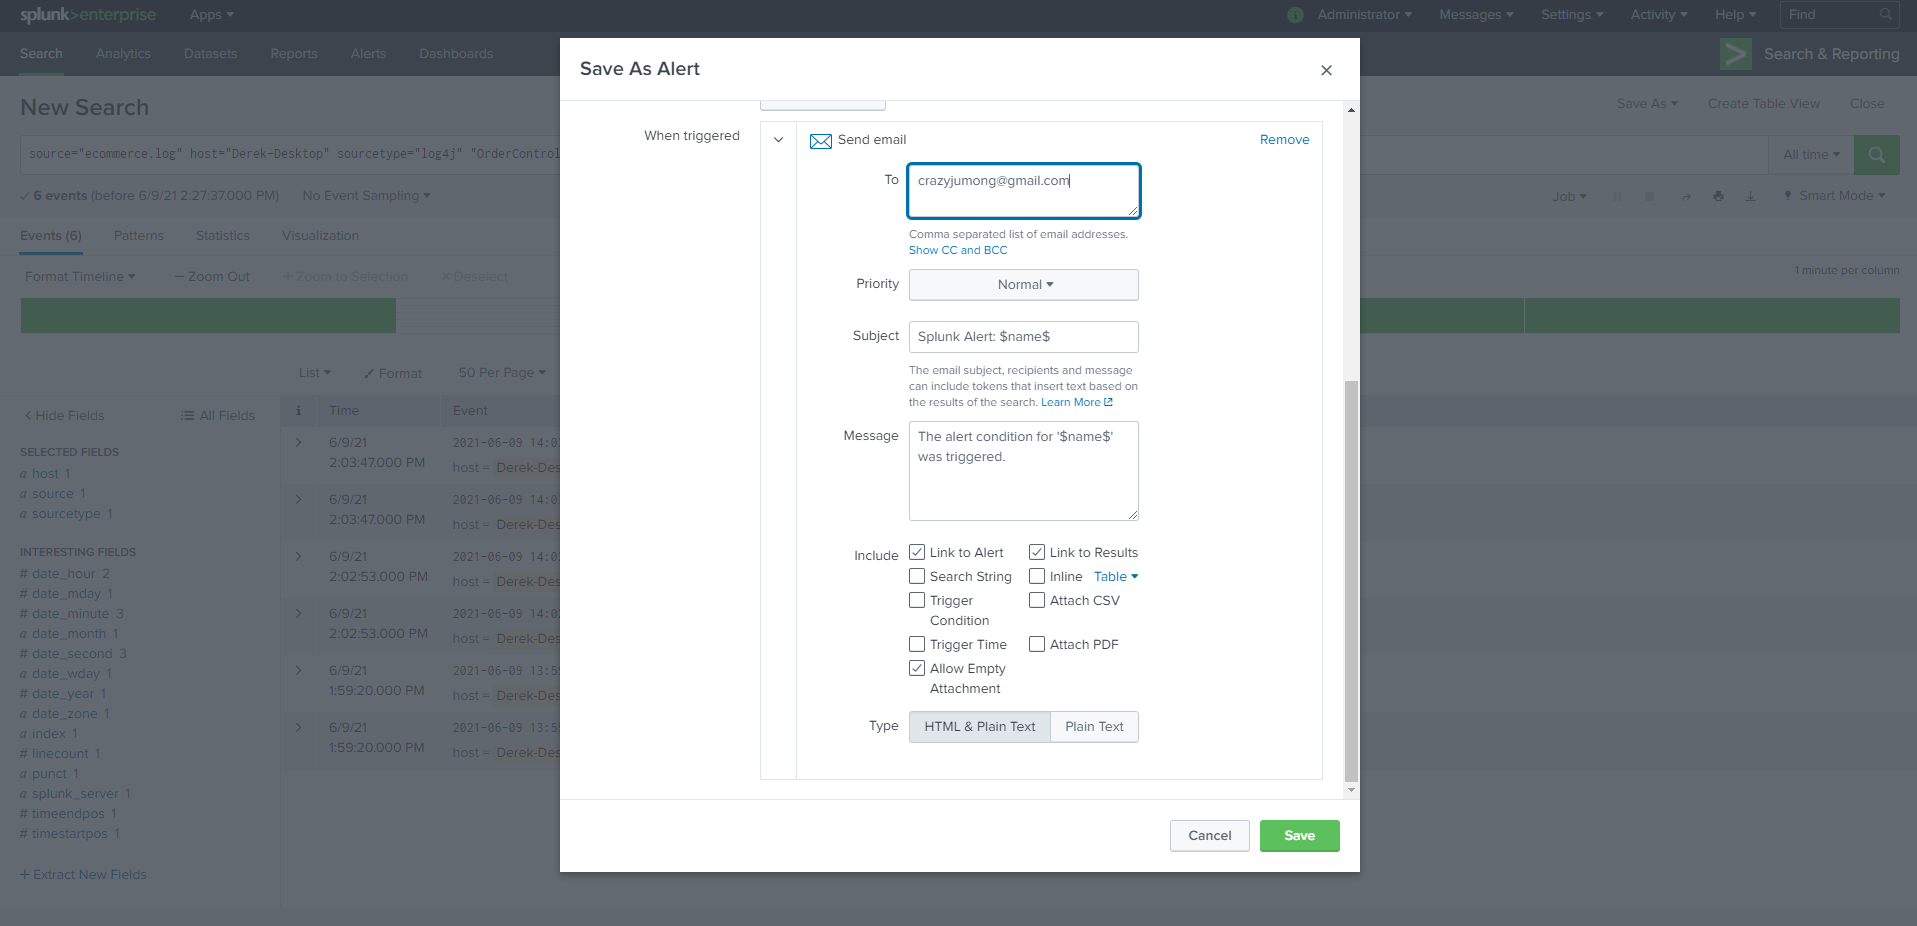 splunk>enterprise Apps
Administrator Messages Settings Activity Help Find
Search Analytics Datasets Reports Alerts Dashboards
Search & Reporting
New Search
Save As Create Table View Close
source="ecommerce.log" host="Derek-Desktop" sourcetype="log4j" "OrderControl
All time
6 events (before 6/9/21 2:27:37.000 PM) No Event Sampling
Job Smart Mode
Events (6) Patterns Statistics Visualization
Format Timeline — Zoom Out + Zoom to Selection × Deselect
1 minute per column
List Format 50 Per Page
Hide Fields All Fields
i Time Event
SELECTED FIELDS
a host 1
a source 1
a sourcetype 1
INTERESTING FIELDS
# date_hour 2
# date_mday 1
# date_minute 3
a date_month 1
# date_second 3
a date_wday 1
# date_year 1
a date_zone 1
a index 1
# linecount 1
a punct 1
a splunk_server 1
# timeendpos 1
# timestartpos 1
+ Extract New Fields
6/9/21
2:03:47.000 PM
2021-06-09 14:0
host = Derek-Des
6/9/21
2:03:47.000 PM
2021-06-09 14:0
host = Derek-Des
6/9/21
2:02:53.000 PM
2021-06-09 14:0
host = Derek-Des
6/9/21
2:02:53.000 PM
2021-06-09 14:0
host = Derek-Des
6/9/21
1:59:20.000 PM
2021-06-09 13:5
host = Derek-Des
6/9/21
1:59:20.000 PM
2021-06-09 13:5
host = Derek-Des
Save As Alert
When triggered
Send email
Remove
To
crazyjumong@gmail.com
Comma separated list of email addresses.
Show CC and BCC
Priority
Normal
Subject
Splunk Alert: $name$
The email subject, recipients and message
can include tokens that insert text based on
the results of the search. Learn More
Message
The alert condition for '$name$'
was triggered.
Include
Link to Alert Link to Results
Search String Inline Table
Trigger
Condition
Attach CSV
Trigger Time Attach PDF
Allow Empty
Attachment
Type
HTML & Plain Text Plain Text
Cancel Save